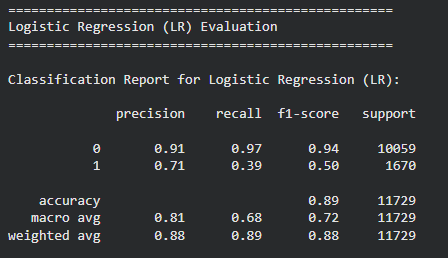 ==================================================
Logistic Regression (LR) Evaluation
==================================================
Classification Report for Logistic Regression (LR):
precision recall f1-score support
0 0.91 0.97 0.94 10059
1 0.71 0.39 0.50 1670
accuracy 0.89 11729
macro avg 0.81 0.68 0.72 11729
weighted avg 0.88 0.89 0.88 11729